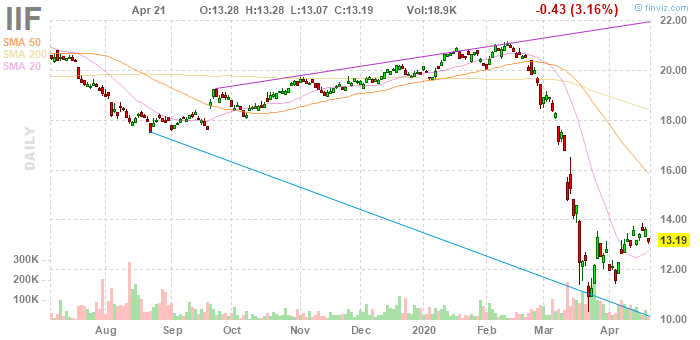 IIF Apr 21 O:13.28 H:13.28 L:13.07 C:13.19 Vol:18.9K -0.43 (3.16%) © finviz.com
SMA 50
SMA 200
SMA 20
DAILY
22.00
20.00
18.00
16.00
14.00
13.19
12.00
10.00
300K
200K
100K
Aug Sep Oct Nov Dec 2020 Feb Mar Apr